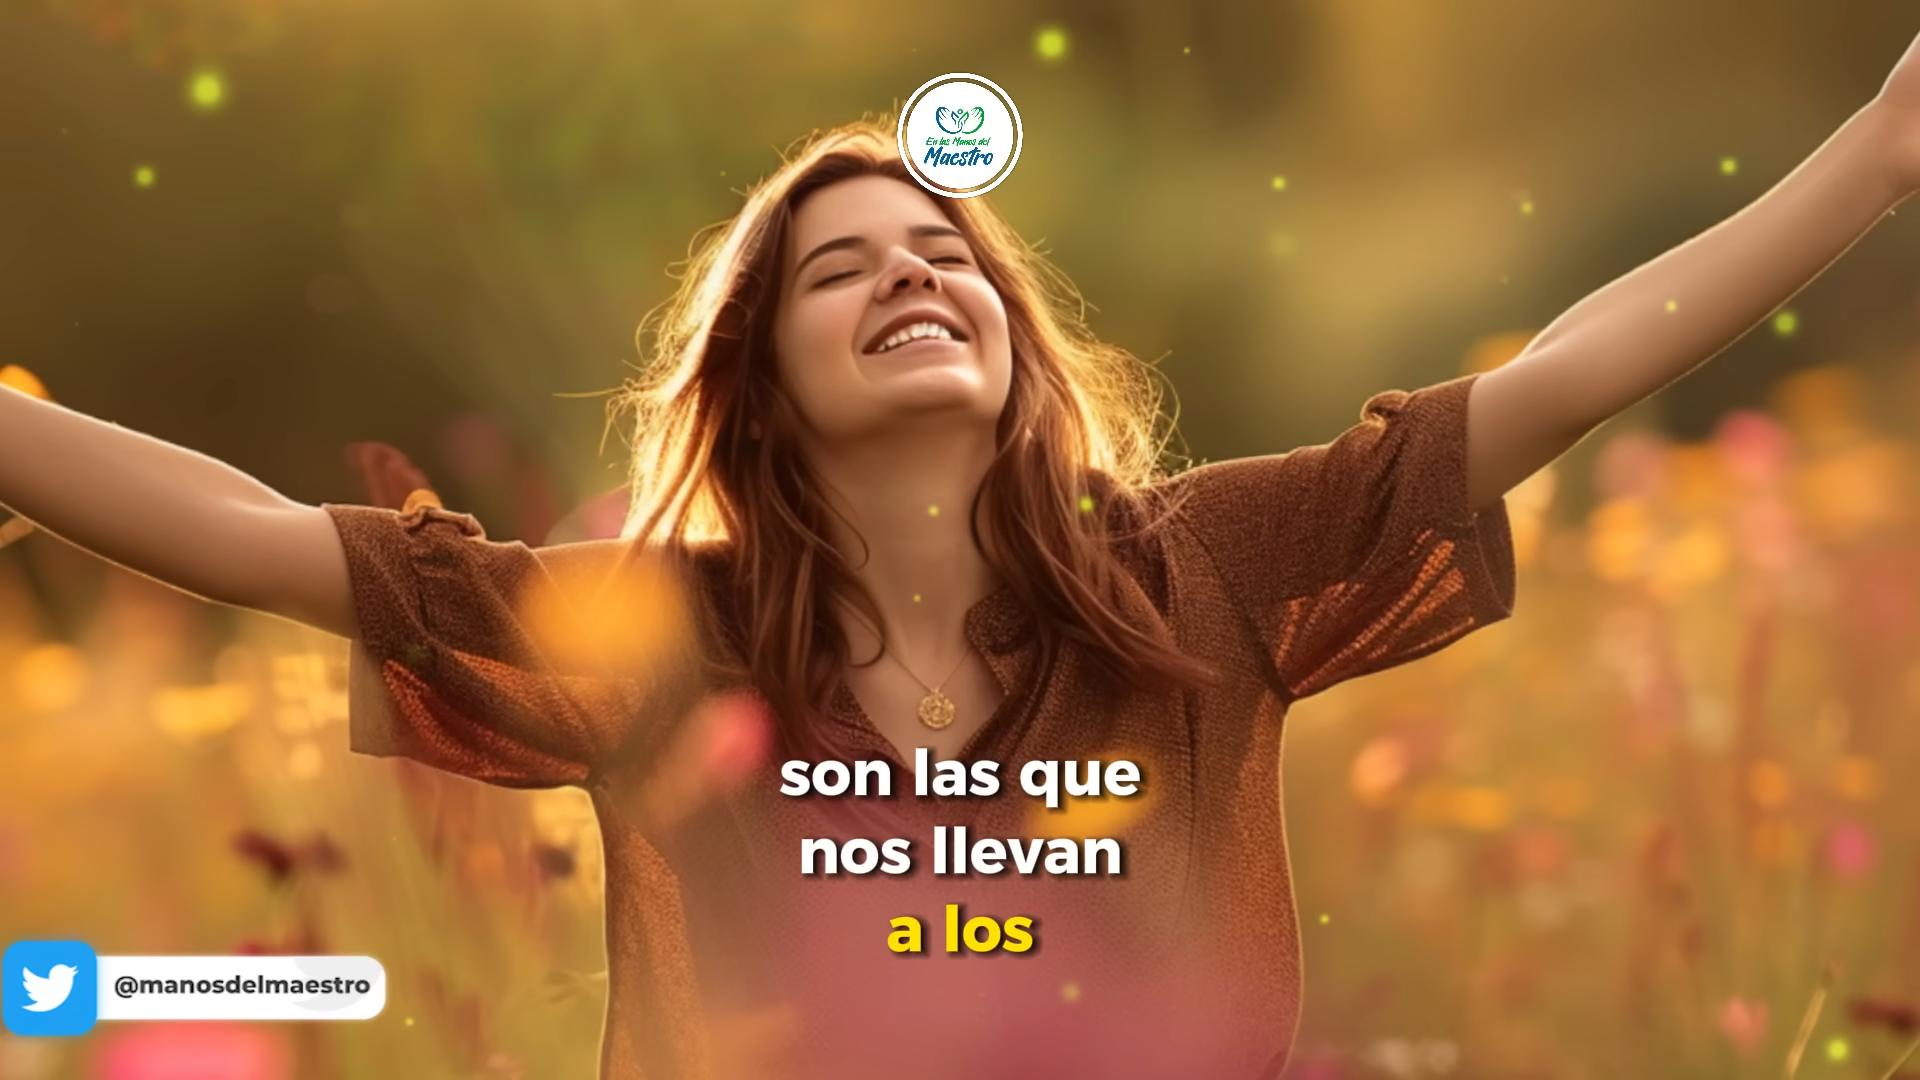 En las Manos del
Maestro
son las que
nos llevan
a los
@manosdelmaestro